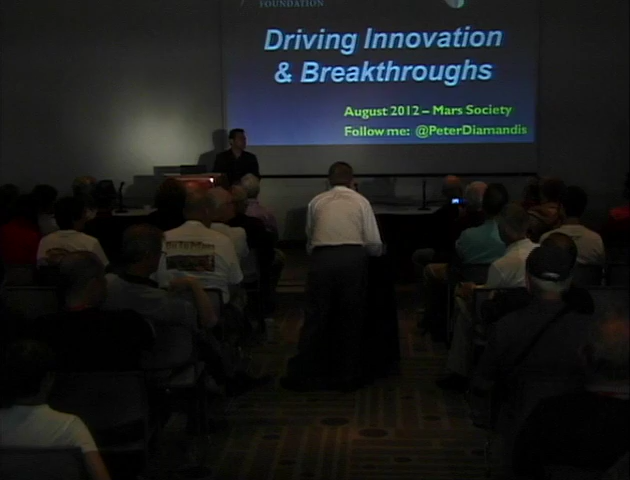 FOUNDATION
Driving Innovation
& Breakthroughs
August 2012 – Mars Society
Follow me: @PeterDiamandis